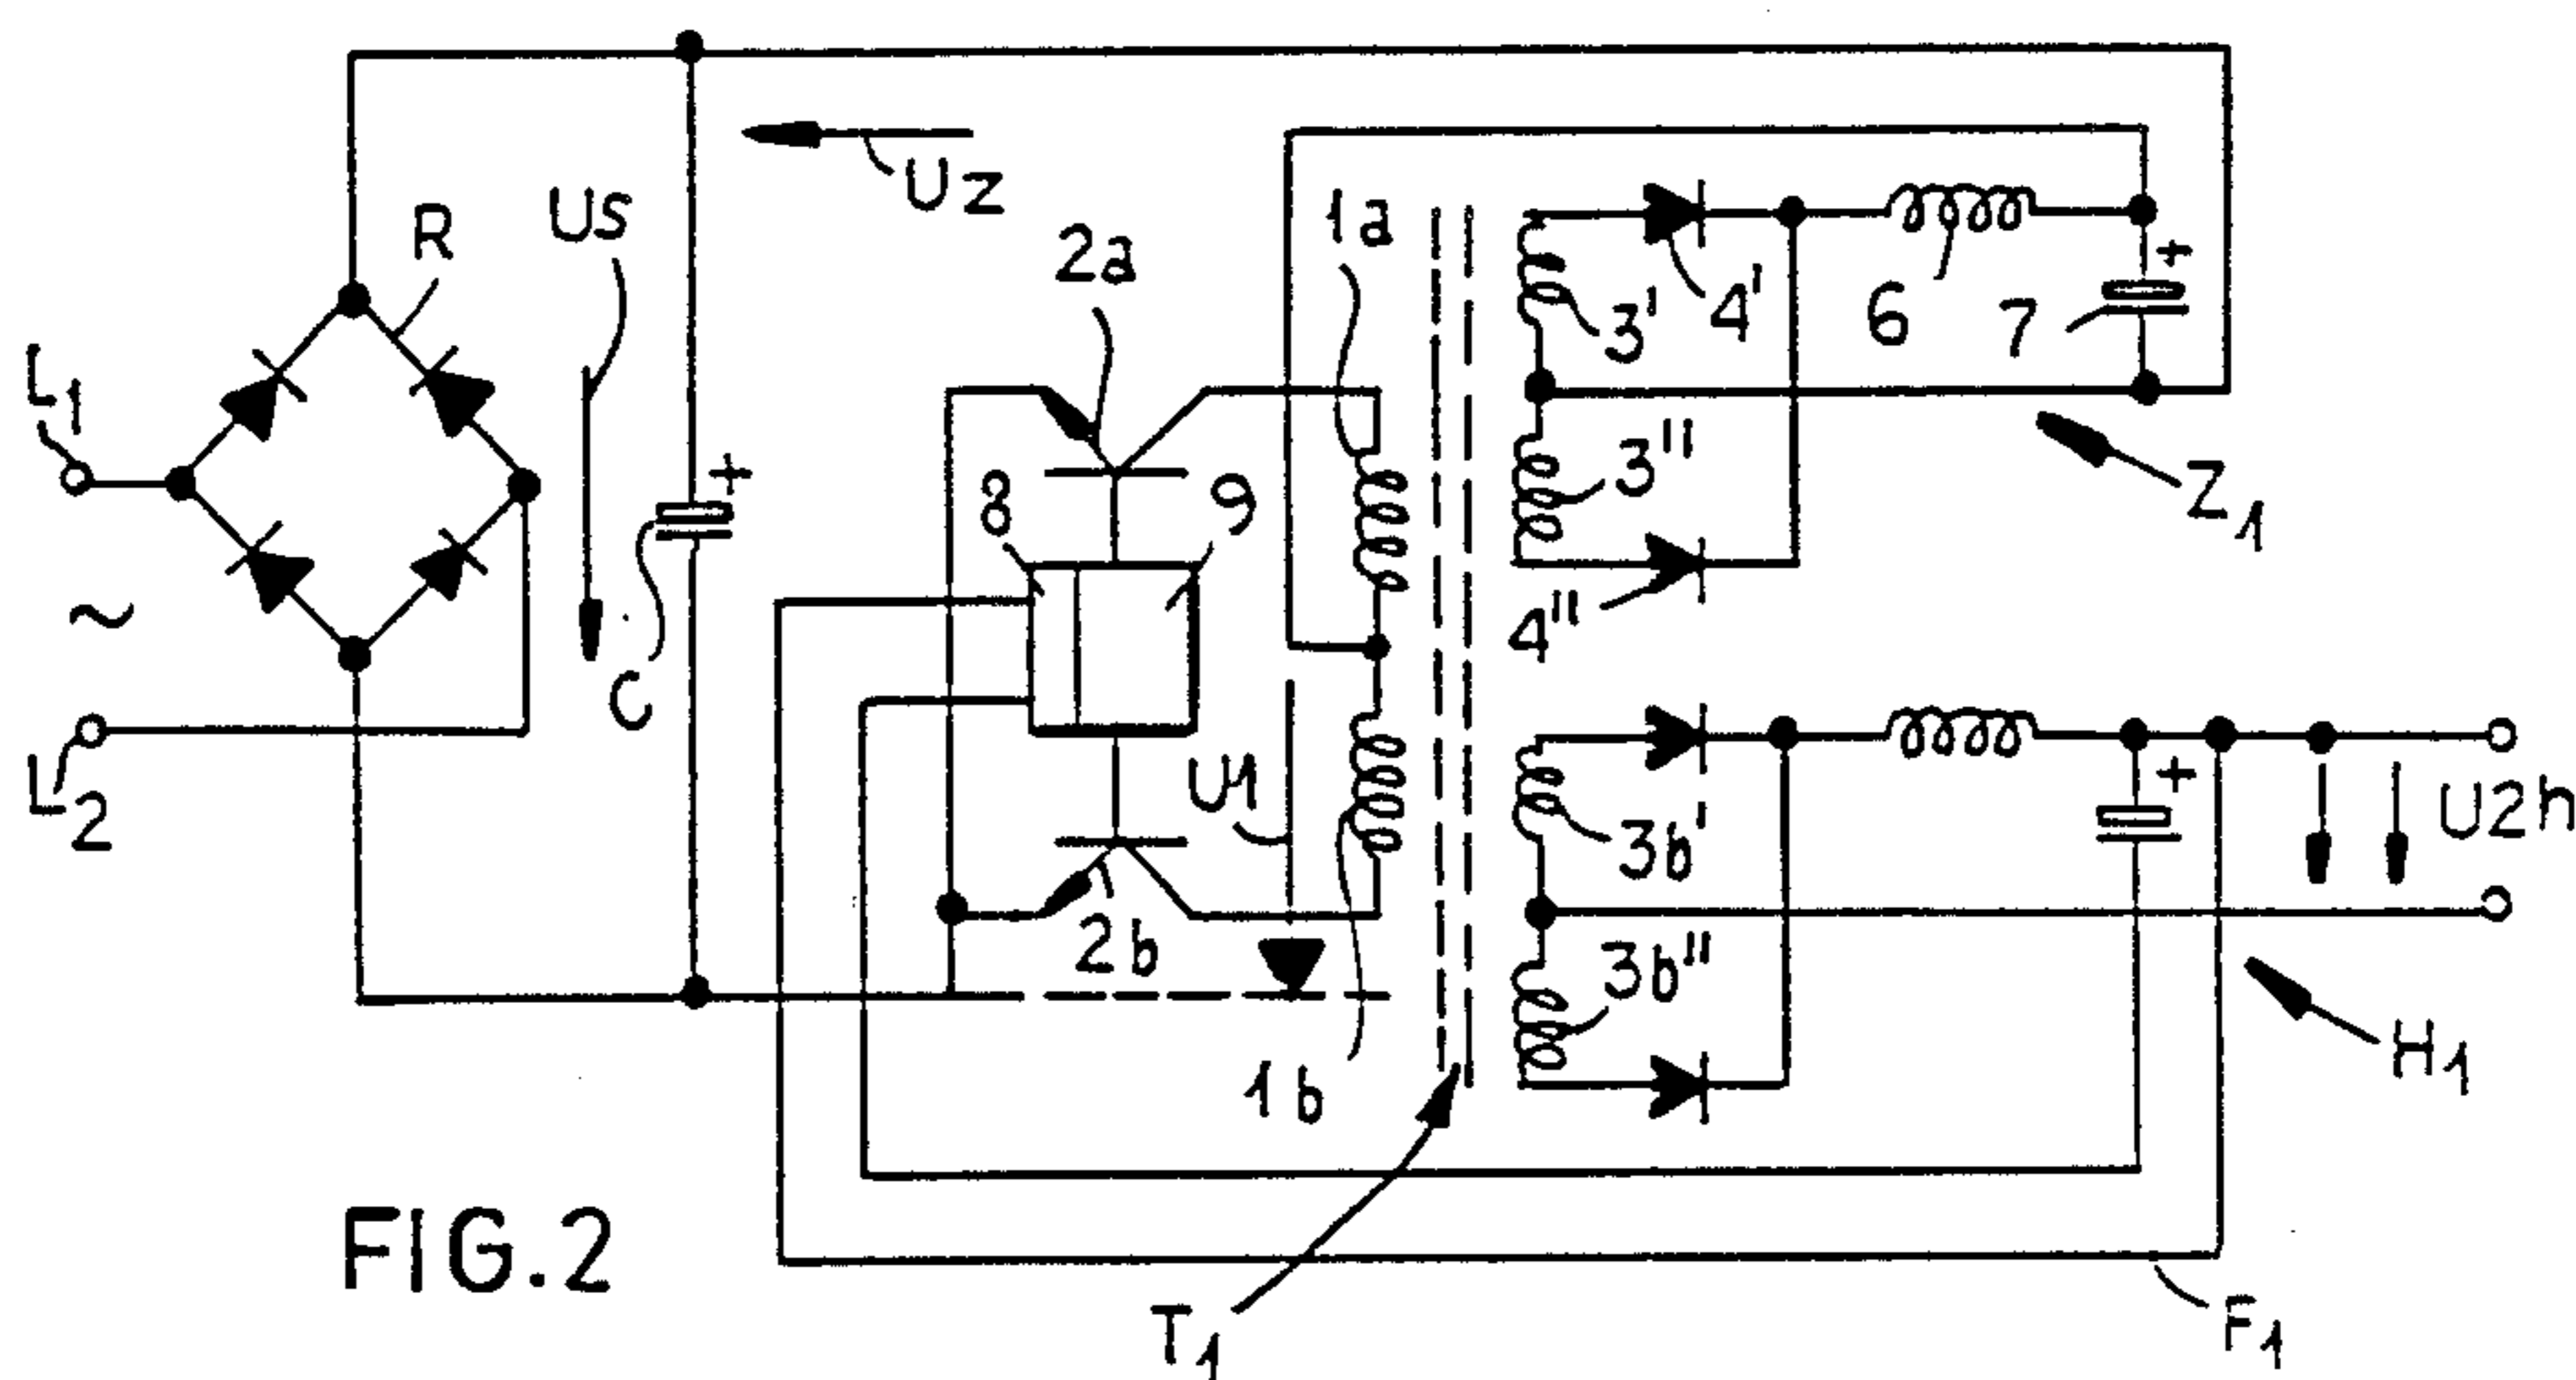 Uz
Us
R
1a
2a
+
4'
6
7
3'
L1
3"
Z1
+
8
9
~
4"
C
L2
U1
+
U2h
3b'
2b
3b"
H1
1b
FIG.2
T1
F1